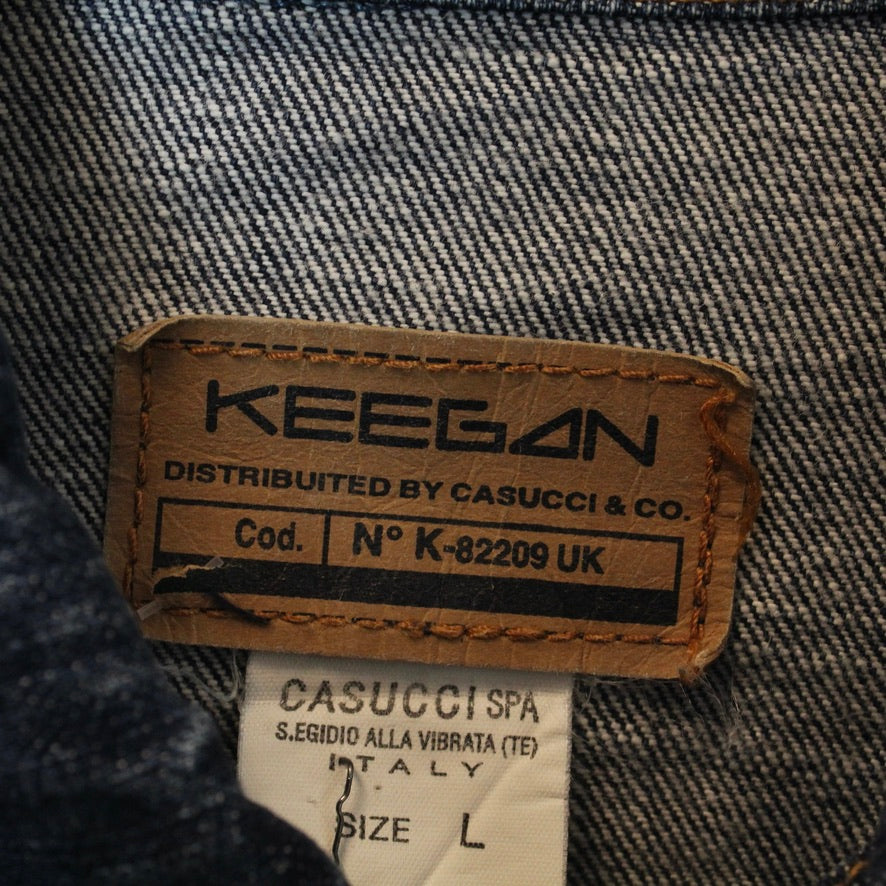 KEEGAN
DISTRIBUITED BY CASUCCI & CO.
Cod. N° K-82209 UK
CASUCCI SPA
S.EGIDIO ALLA VIBRATA (TE)
ITALY
SIZE L